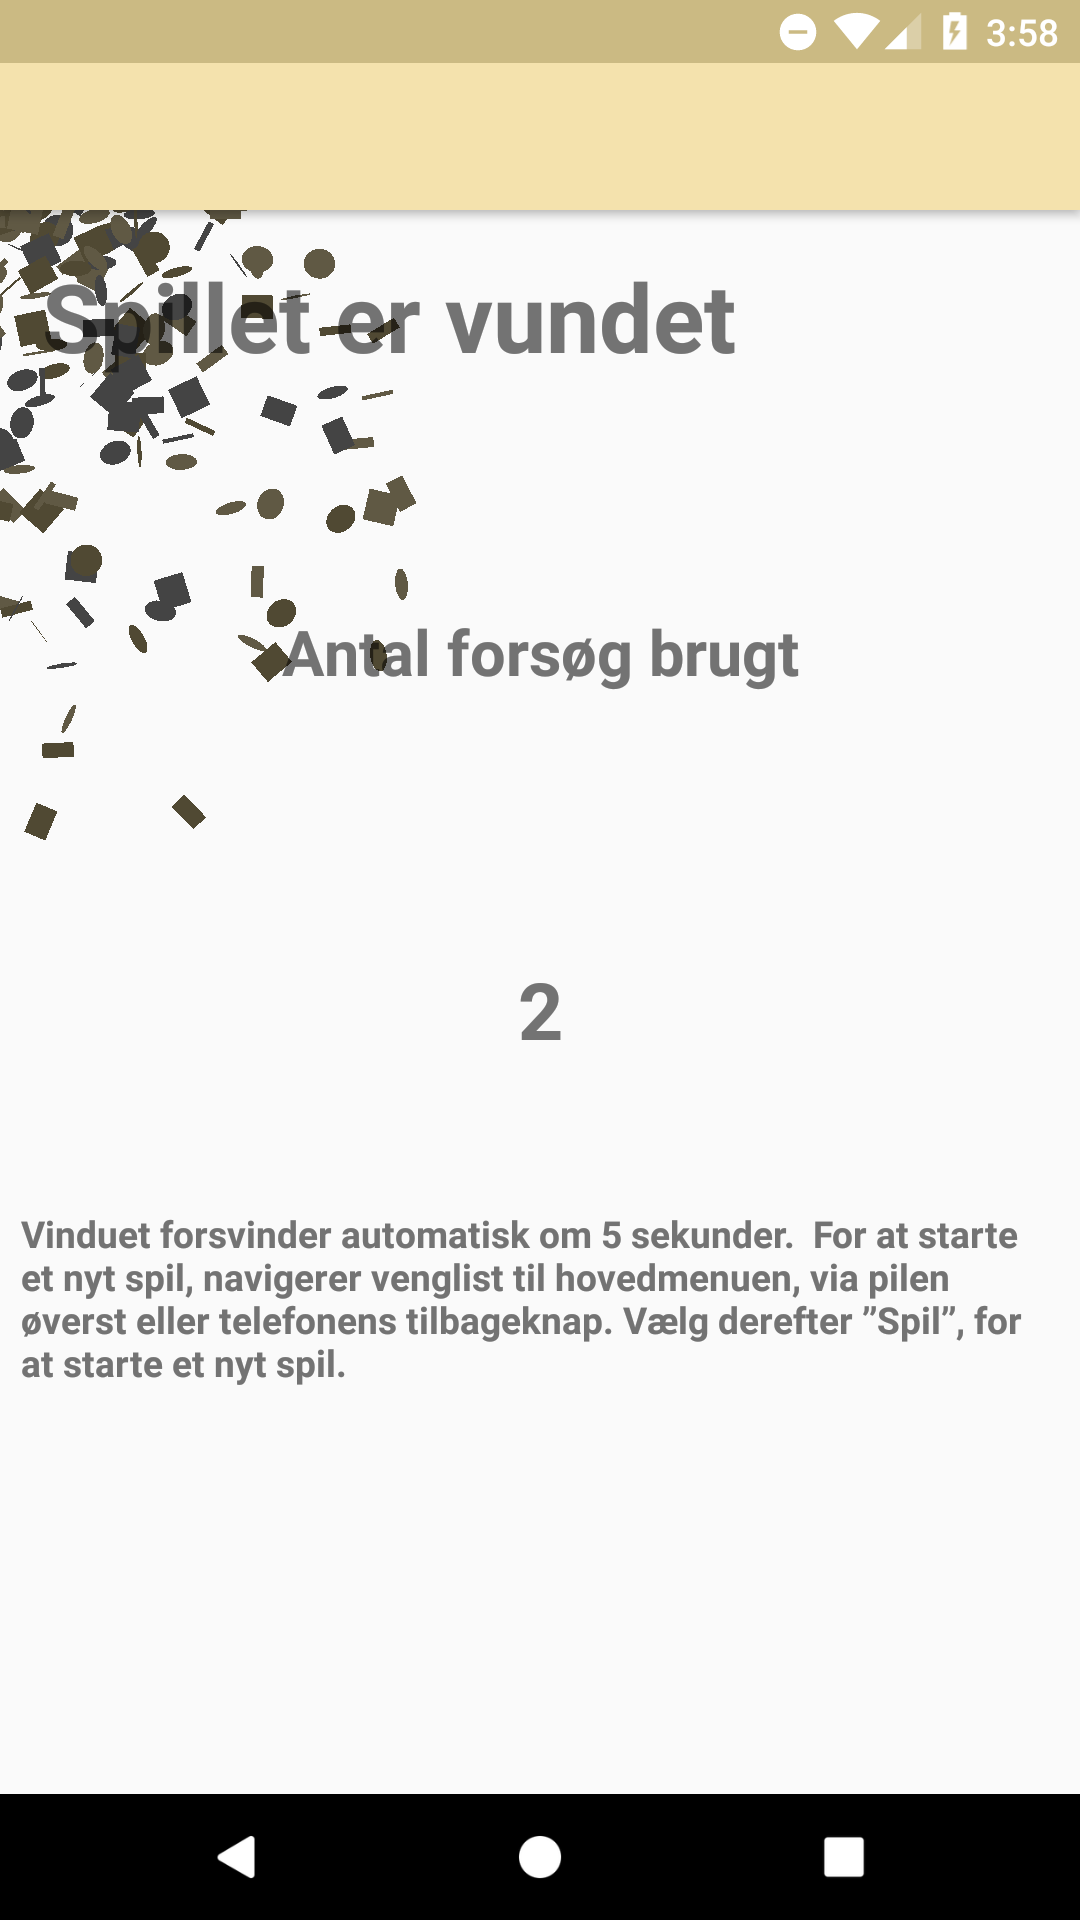 3:58
Spillet er vundet
Antal forsøg brugt
2
Vinduet forsvinder automatisk om 5 sekunder.  For at starte
et nyt spil, navigerer venglist til hovedmenuen, via pilen
øverst eller telefonens tilbageknap. Vælg derefter ”Spil”, for
at starte et nyt spil.